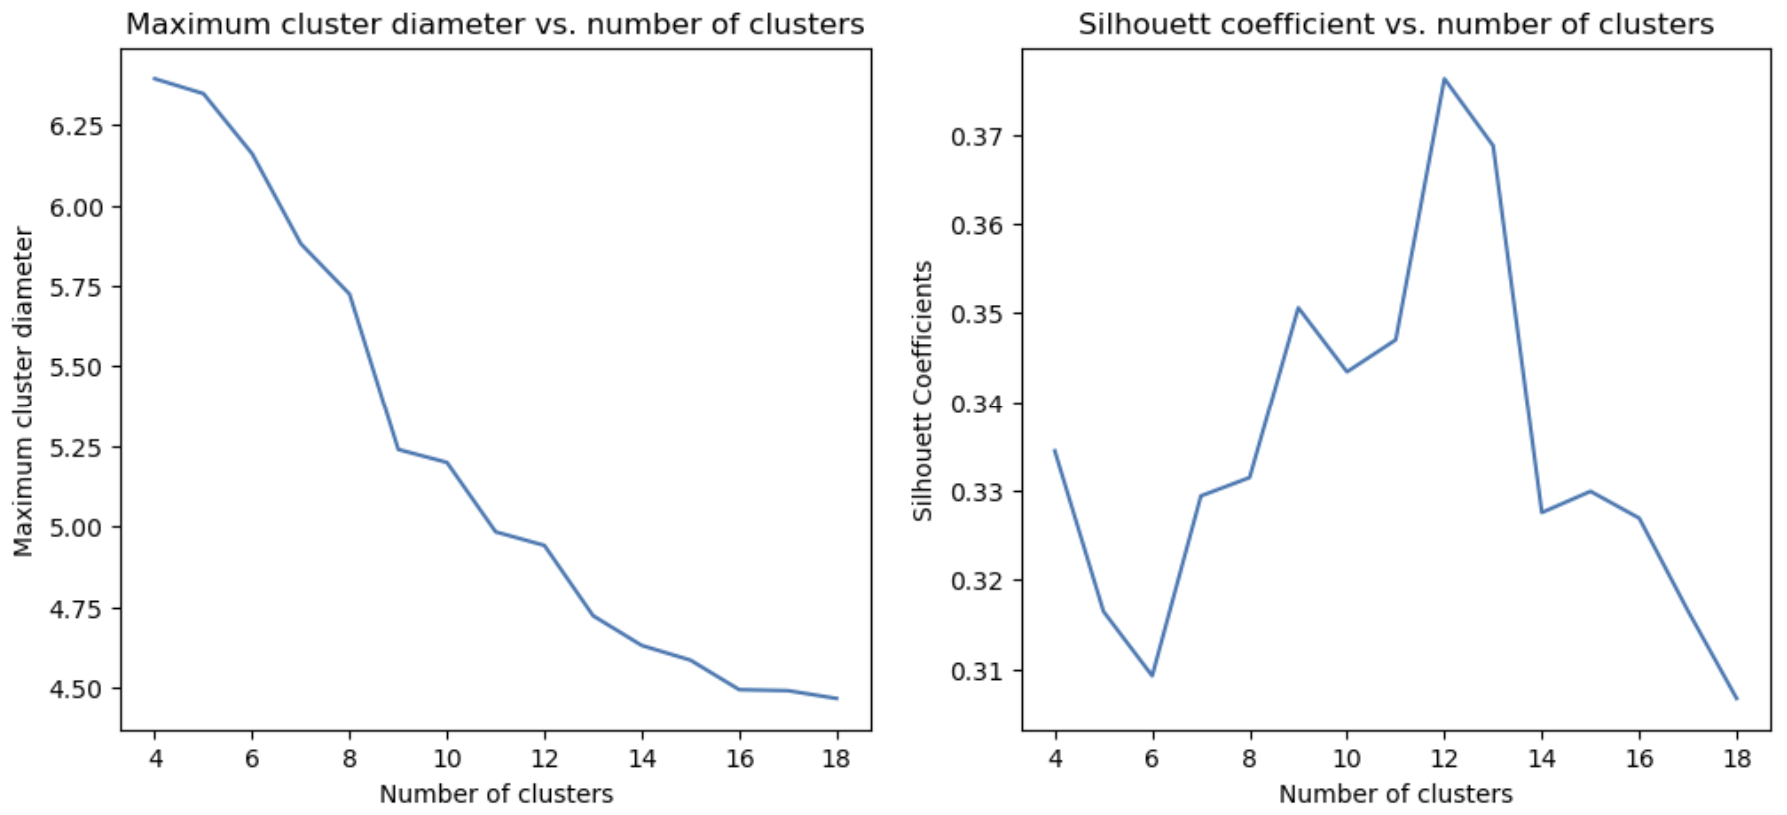 Maximum cluster diameter vs. number of clusters
Maximum cluster diameter
6.25
6.00
5.75
5.50
5.25
5.00
4.75
4.50
4 6 8 10 12 14 16 18
Number of clusters
Silhouett coefficient vs. number of clusters
Silhouett Coefficients
0.37
0.36
0.35
0.34
0.33
0.32
0.31
4 6 8 10 12 14 16 18
Number of clusters